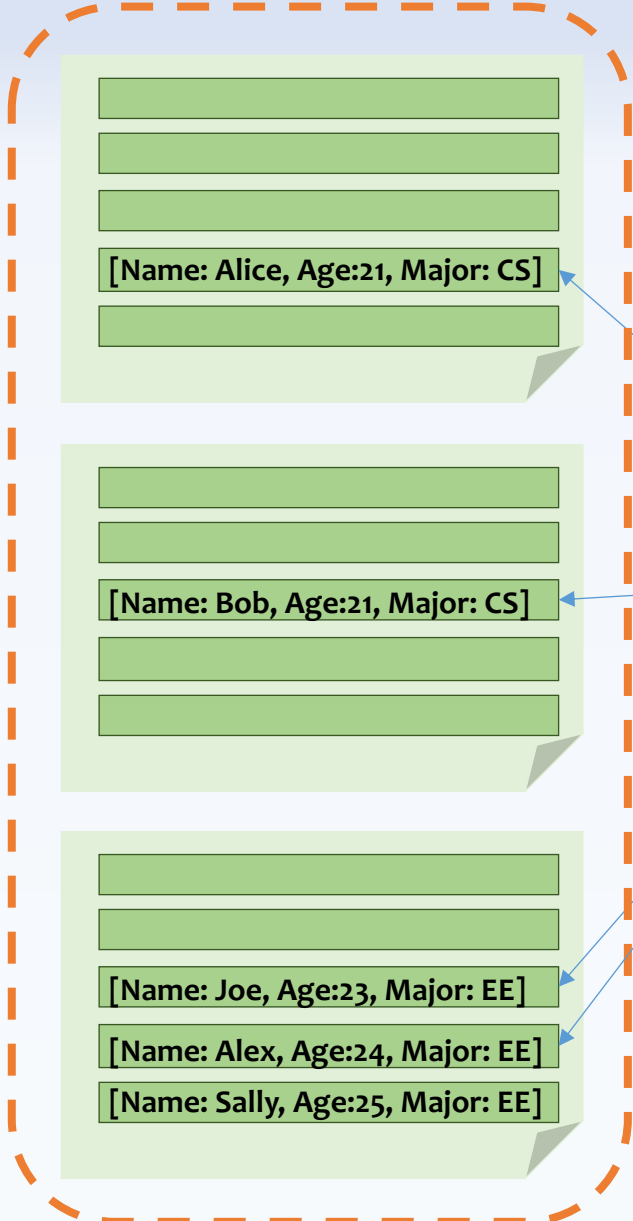 [Name: Alice, Age:21, Major: CS]
[Name: Bob, Age:21, Major: CS]
[Name: Joe, Age:23, Major: EE]
[Name: Alex, Age:24, Major: EE]
[Name: Sally, Age:25, Major: EE]